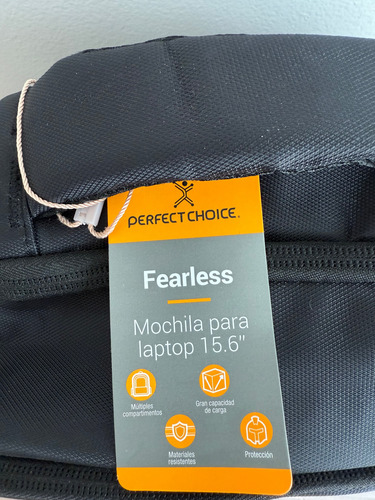 PERFECT CHOICE®
Fearless
Mochila para
laptop 15.6"
Múltiples
compartimentos
Gran capacidad
de carga
Materiales
resistentes
Protección